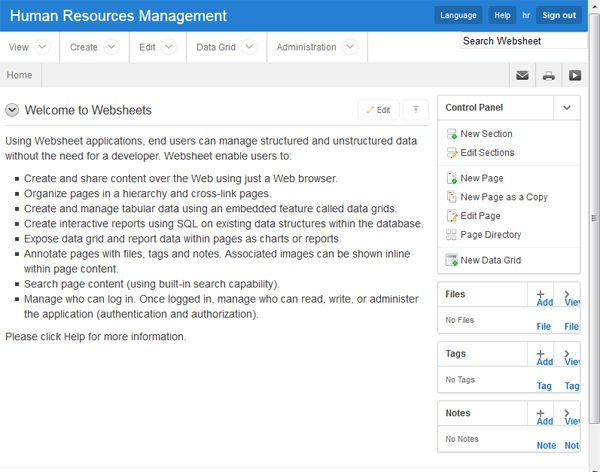 Human Resources Management
Language Help hr Sign out
View Create Edit Data Grid Administration
Search Websheet
Home
Welcome to Websheets
Edit
Using Websheet applications, end users can manage structured and unstructured data
without the need for a developer. Websheet enable users to:
Create and share content over the Web using just a Web browser.
Organize pages in a hierarchy and cross-link pages.
Create and manage tabular data using an embedded feature called data grids.
Create interactive reports using SQL on existing data structures within the database.
Expose data grid and report data within pages as charts or reports.
Annotate pages with files, tags and notes. Associated images can be shown inline
within page content.
Search page content (using built-in search capability).
Manage who can log in. Once logged in, manage who can read, write, or administer
the application (authentication and authorization).
Please click Help for more information.
Control Panel
New Section
Edit Sections
New Page
New Page as a Copy
Edit Page
Page Directory
New Data Grid
Files
Add View
No Files
File File
Tags
Add View
No Tags
Tag Tag
Notes
Add View
No Notes
Note Not